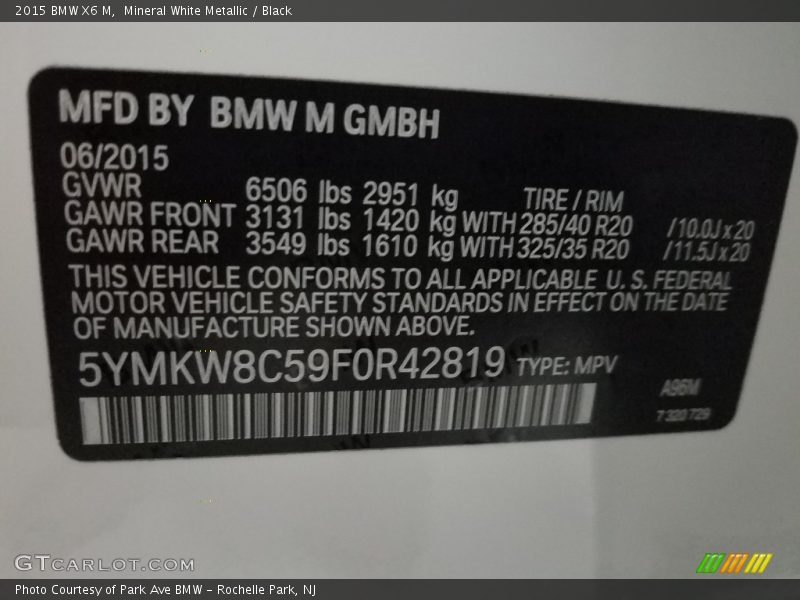 2015 BMW X6 M,  Mineral White Metallic / Black
MFD BY BMW M GMBH
06/2015
GVWR 6506 lbs 2951 kg TIRE / RIM
GAWR FRONT 3131 lbs 1420 kg WITH 285/40 R20 /10.0J x 20
GAWR REAR 3549 lbs 1610 kg WITH 325/35 R20 /11.5J x 20
THIS VEHICLE CONFORMS TO ALL APPLICABLE U. S. FEDERAL
MOTOR VEHICLE SAFETY STANDARDS IN EFFECT ON THE DATE
OF MANUFACTURE SHOWN ABOVE.
5YMKW8C59F0R42819 TYPE: MPV
A96M
7 320 729
GTCARLOT.COM
Photo Courtesy of Park Ave BMW - Rochelle Park, NJ